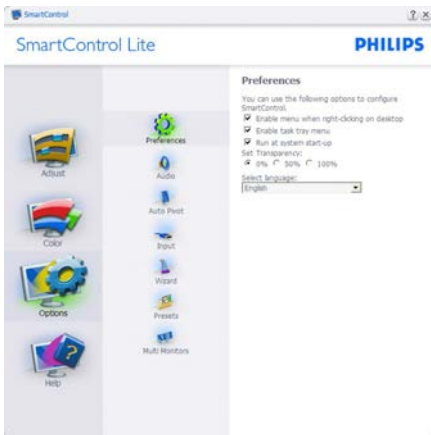 SmartControl
SmartControl Lite
PHILIPS
Adjust
Color
Options
Help
Preferences
Audio
Auto Pivot
Input
Wizard
Presets
Multi Monitors
Preferences
You can use the following options to configure
SmartControl.
Enable menu when right-clicking on desktop
Enable task tray menu
Run at system start-up
Set Transparency:
0% 50% 100%
Select language:
English